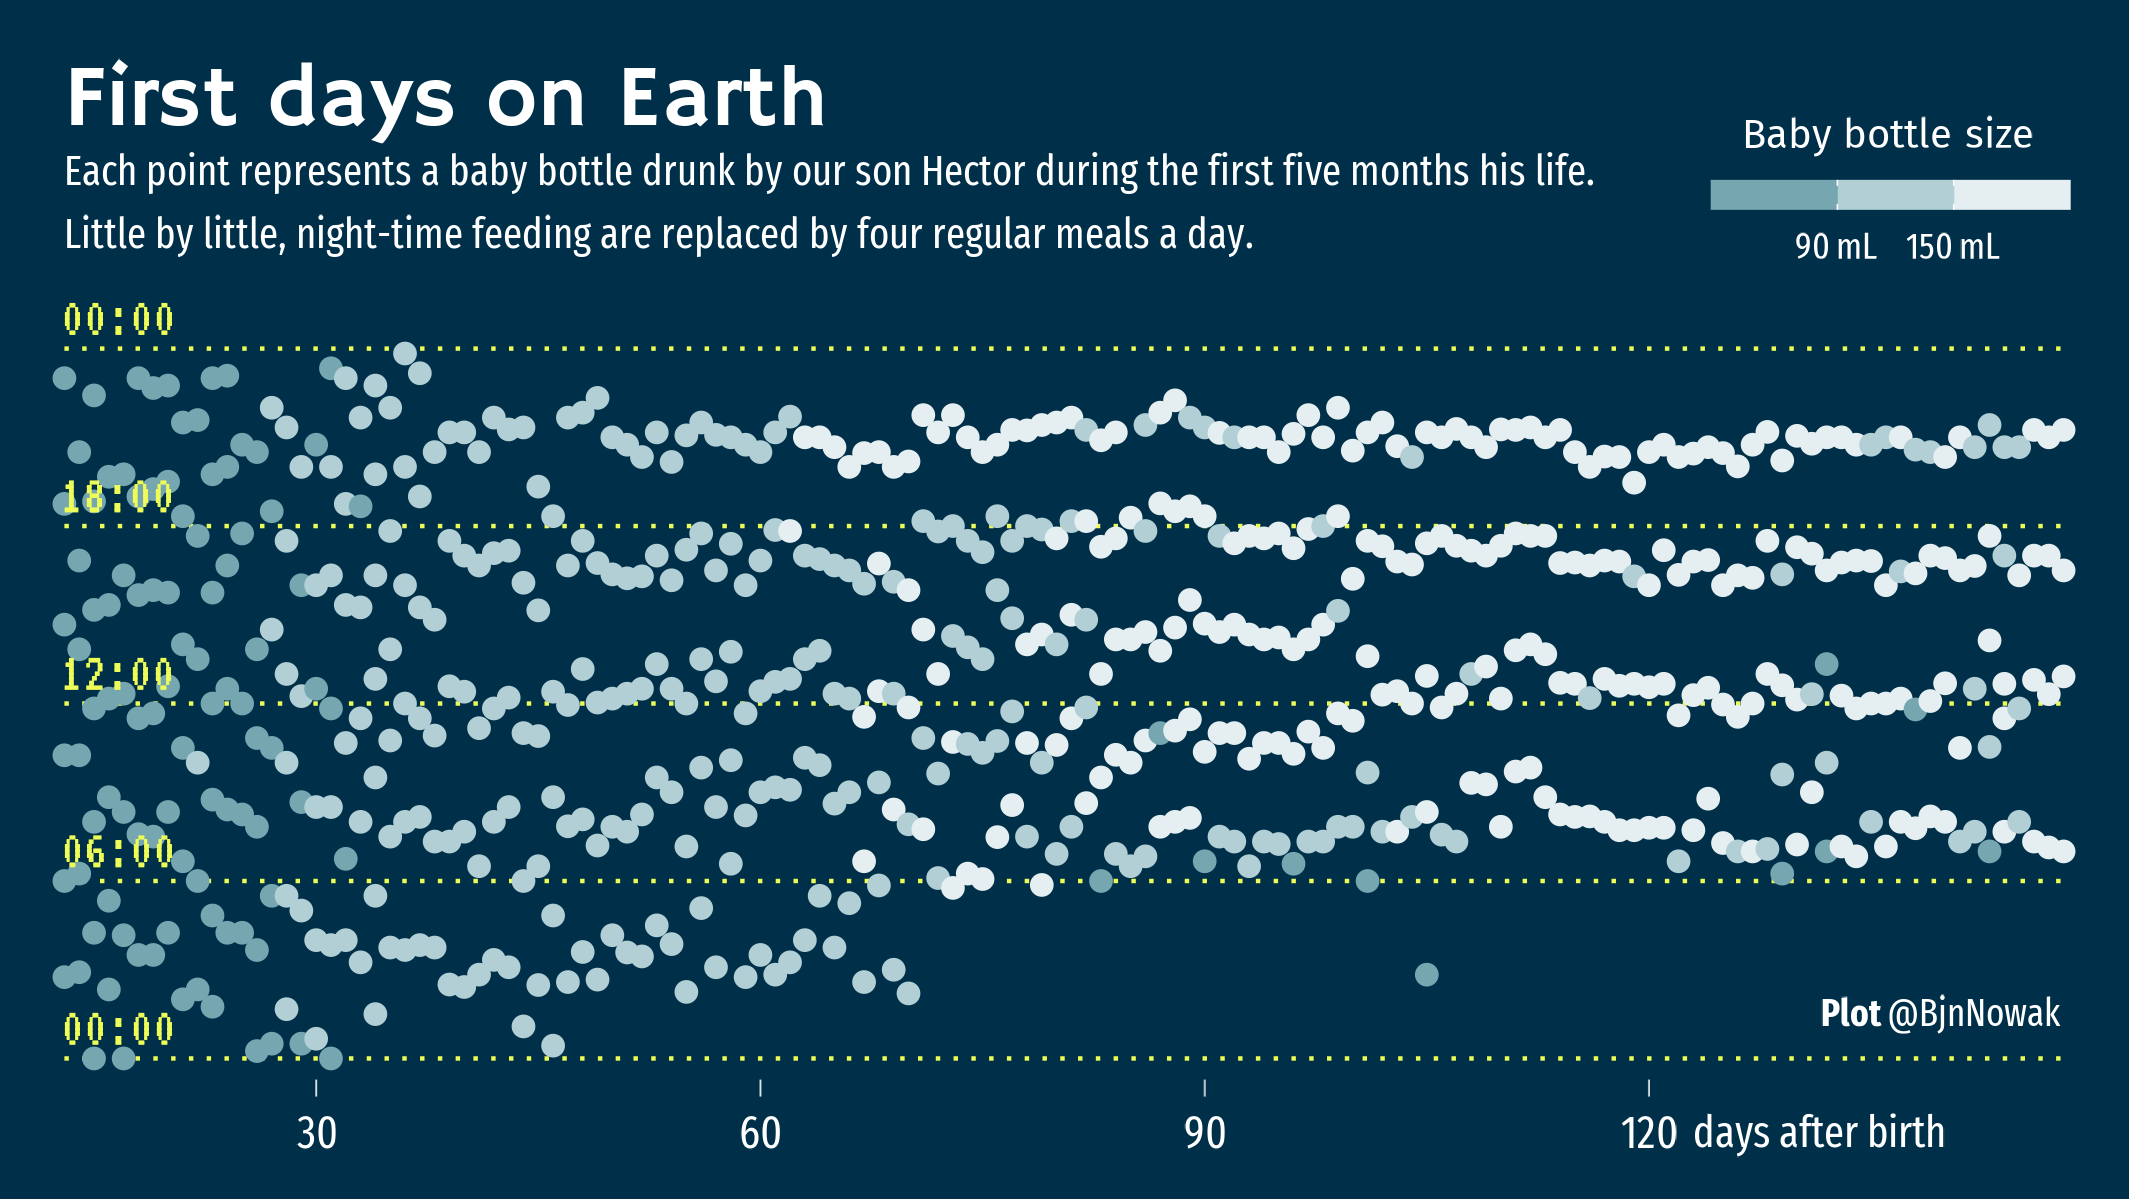 First days on Earth
Each point represents a baby bottle drunk by our son Hector during the first five months his life.
Little by little, night-time feeding are replaced by four regular meals a day.
Baby bottle size
90 mL 150 mL
00:00
18:00
12:00
06:00
00:00
Plot @BjnNowak
30 60 90 120 days after birth